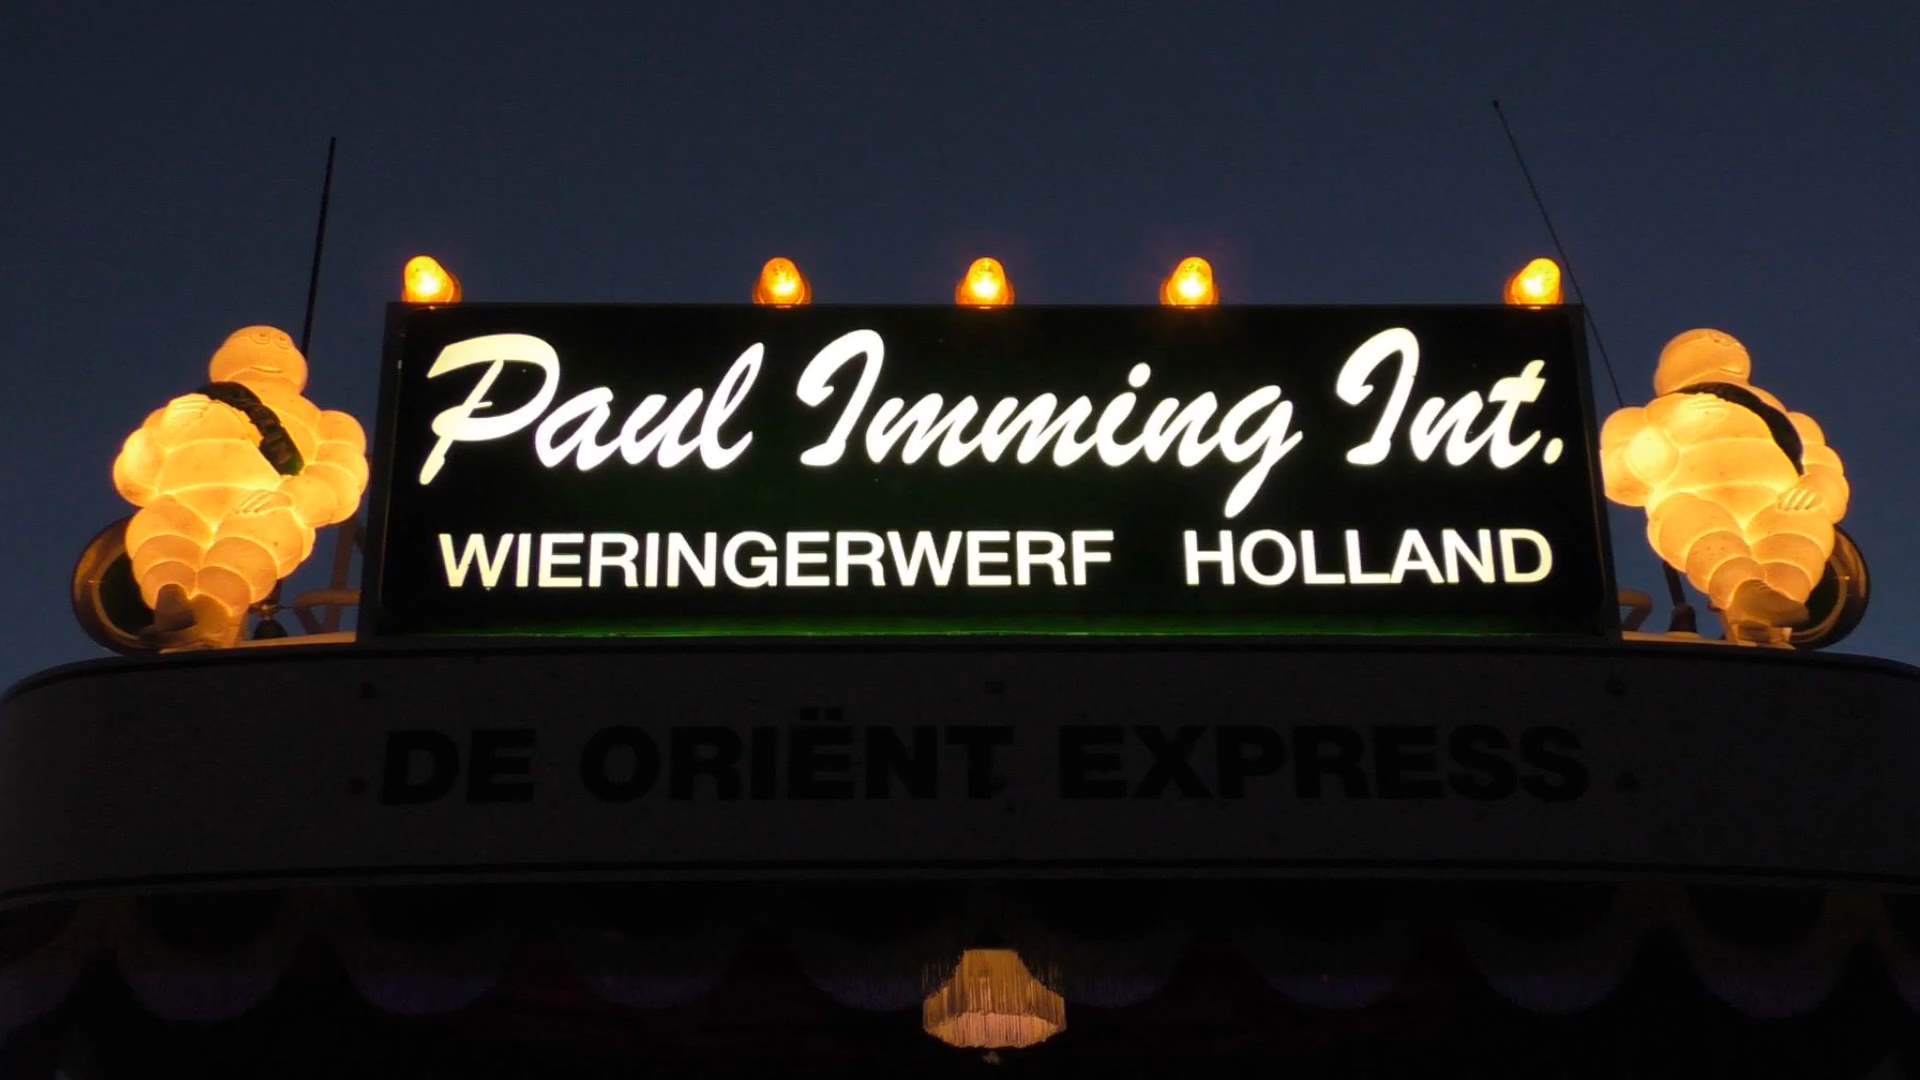 Paul Imming Int.
WIERINGERWERF HOLLAND
DE ORIËNT EXPRESS